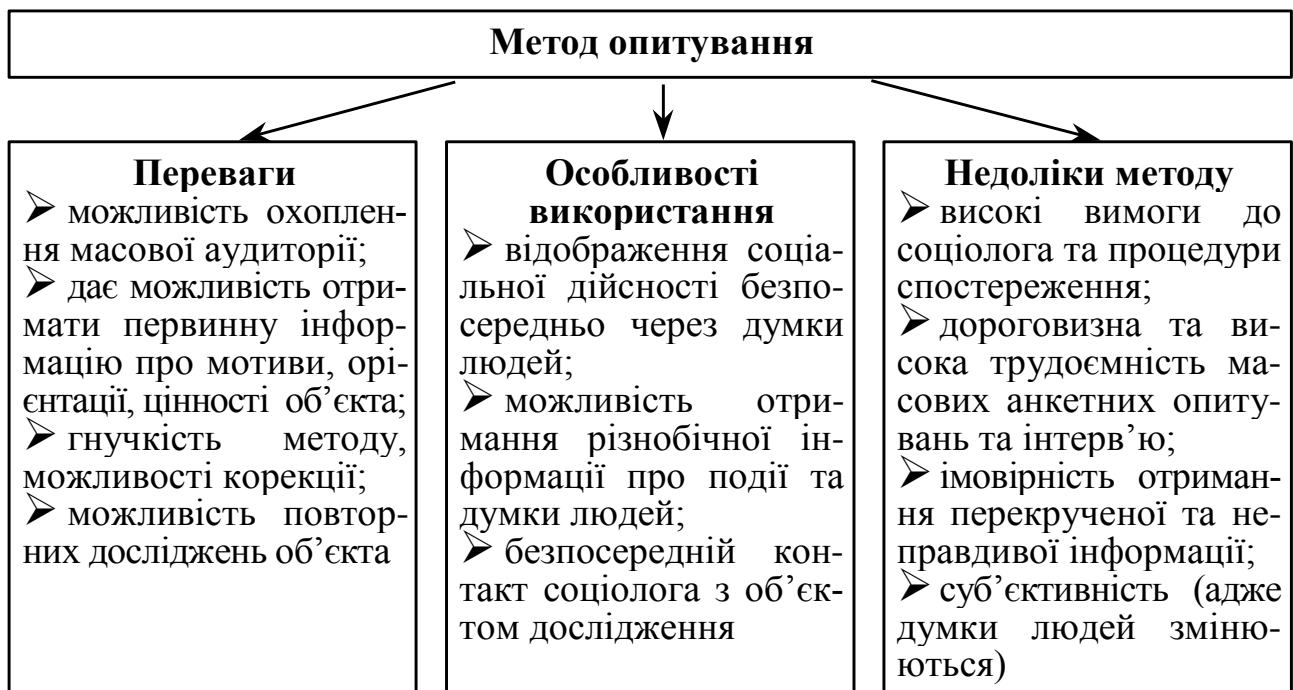 Метод опитування
Переваги
➢ можливість охоплен-
ня масової аудиторії;
➢ дає можливість отри-
мати первинну інфор-
мацію про мотиви, орі-
єнтації, цінності об’єкта;
➢ гнучкість методу,
можливості корекції;
➢ можливість повтор-
них досліджень об’єкта
Особливості
використання
➢ відображення соціа-
льної дійсності безпо-
середньо через думки
людей;
➢ можливість отри-
мання різнобічної ін-
формації про події та
думки людей;
➢ безпосередній кон-
такт соціолога з об’єк-
том дослідження
Недоліки методу
➢ високі вимоги до
соціолога та процедури
спостереження;
➢ дороговизна та ви-
сока трудоємність ма-
сових анкетних опиту-
вань та інтерв’ю;
➢ імовірність отриман-
ня перекрученої та не-
правдивої інформації;
➢ суб’єктивність (адже
думки людей зміню-
ються)